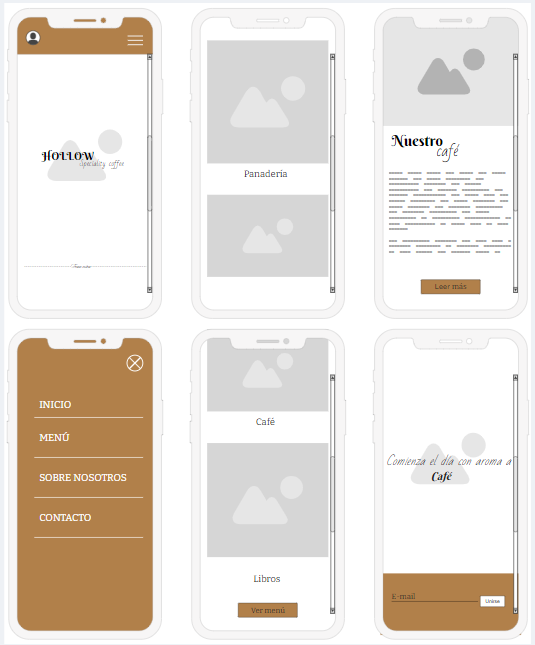 HOLLOW
speciality coffee
Panadería
Nuestro
café
Leer más
INICIO
MENÚ
SOBRE NOSOTROS
CONTACTO
Café
Libros
Ver menú
Comienza el día con aroma a
Café
E-mail
Unirse